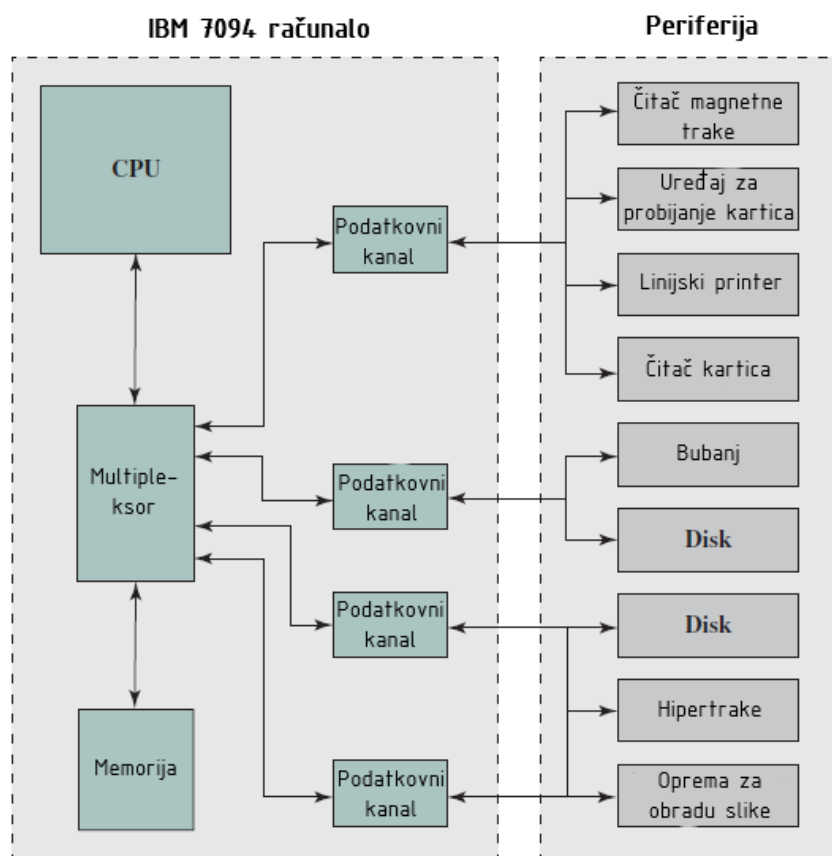 IBM 7094 računalo
Periferija
CPU
Multiple-
ksor
Memorija
Podatkovni
kanal
Podatkovni
kanal
Podatkovni
kanal
Podatkovni
kanal
Čitač magnetne
trake
Uređaj za
probijanje kartica
Linijski printer
Čitač kartica
Bubanj
Disk
Disk
Hipertrake
Oprema za
obradu slike